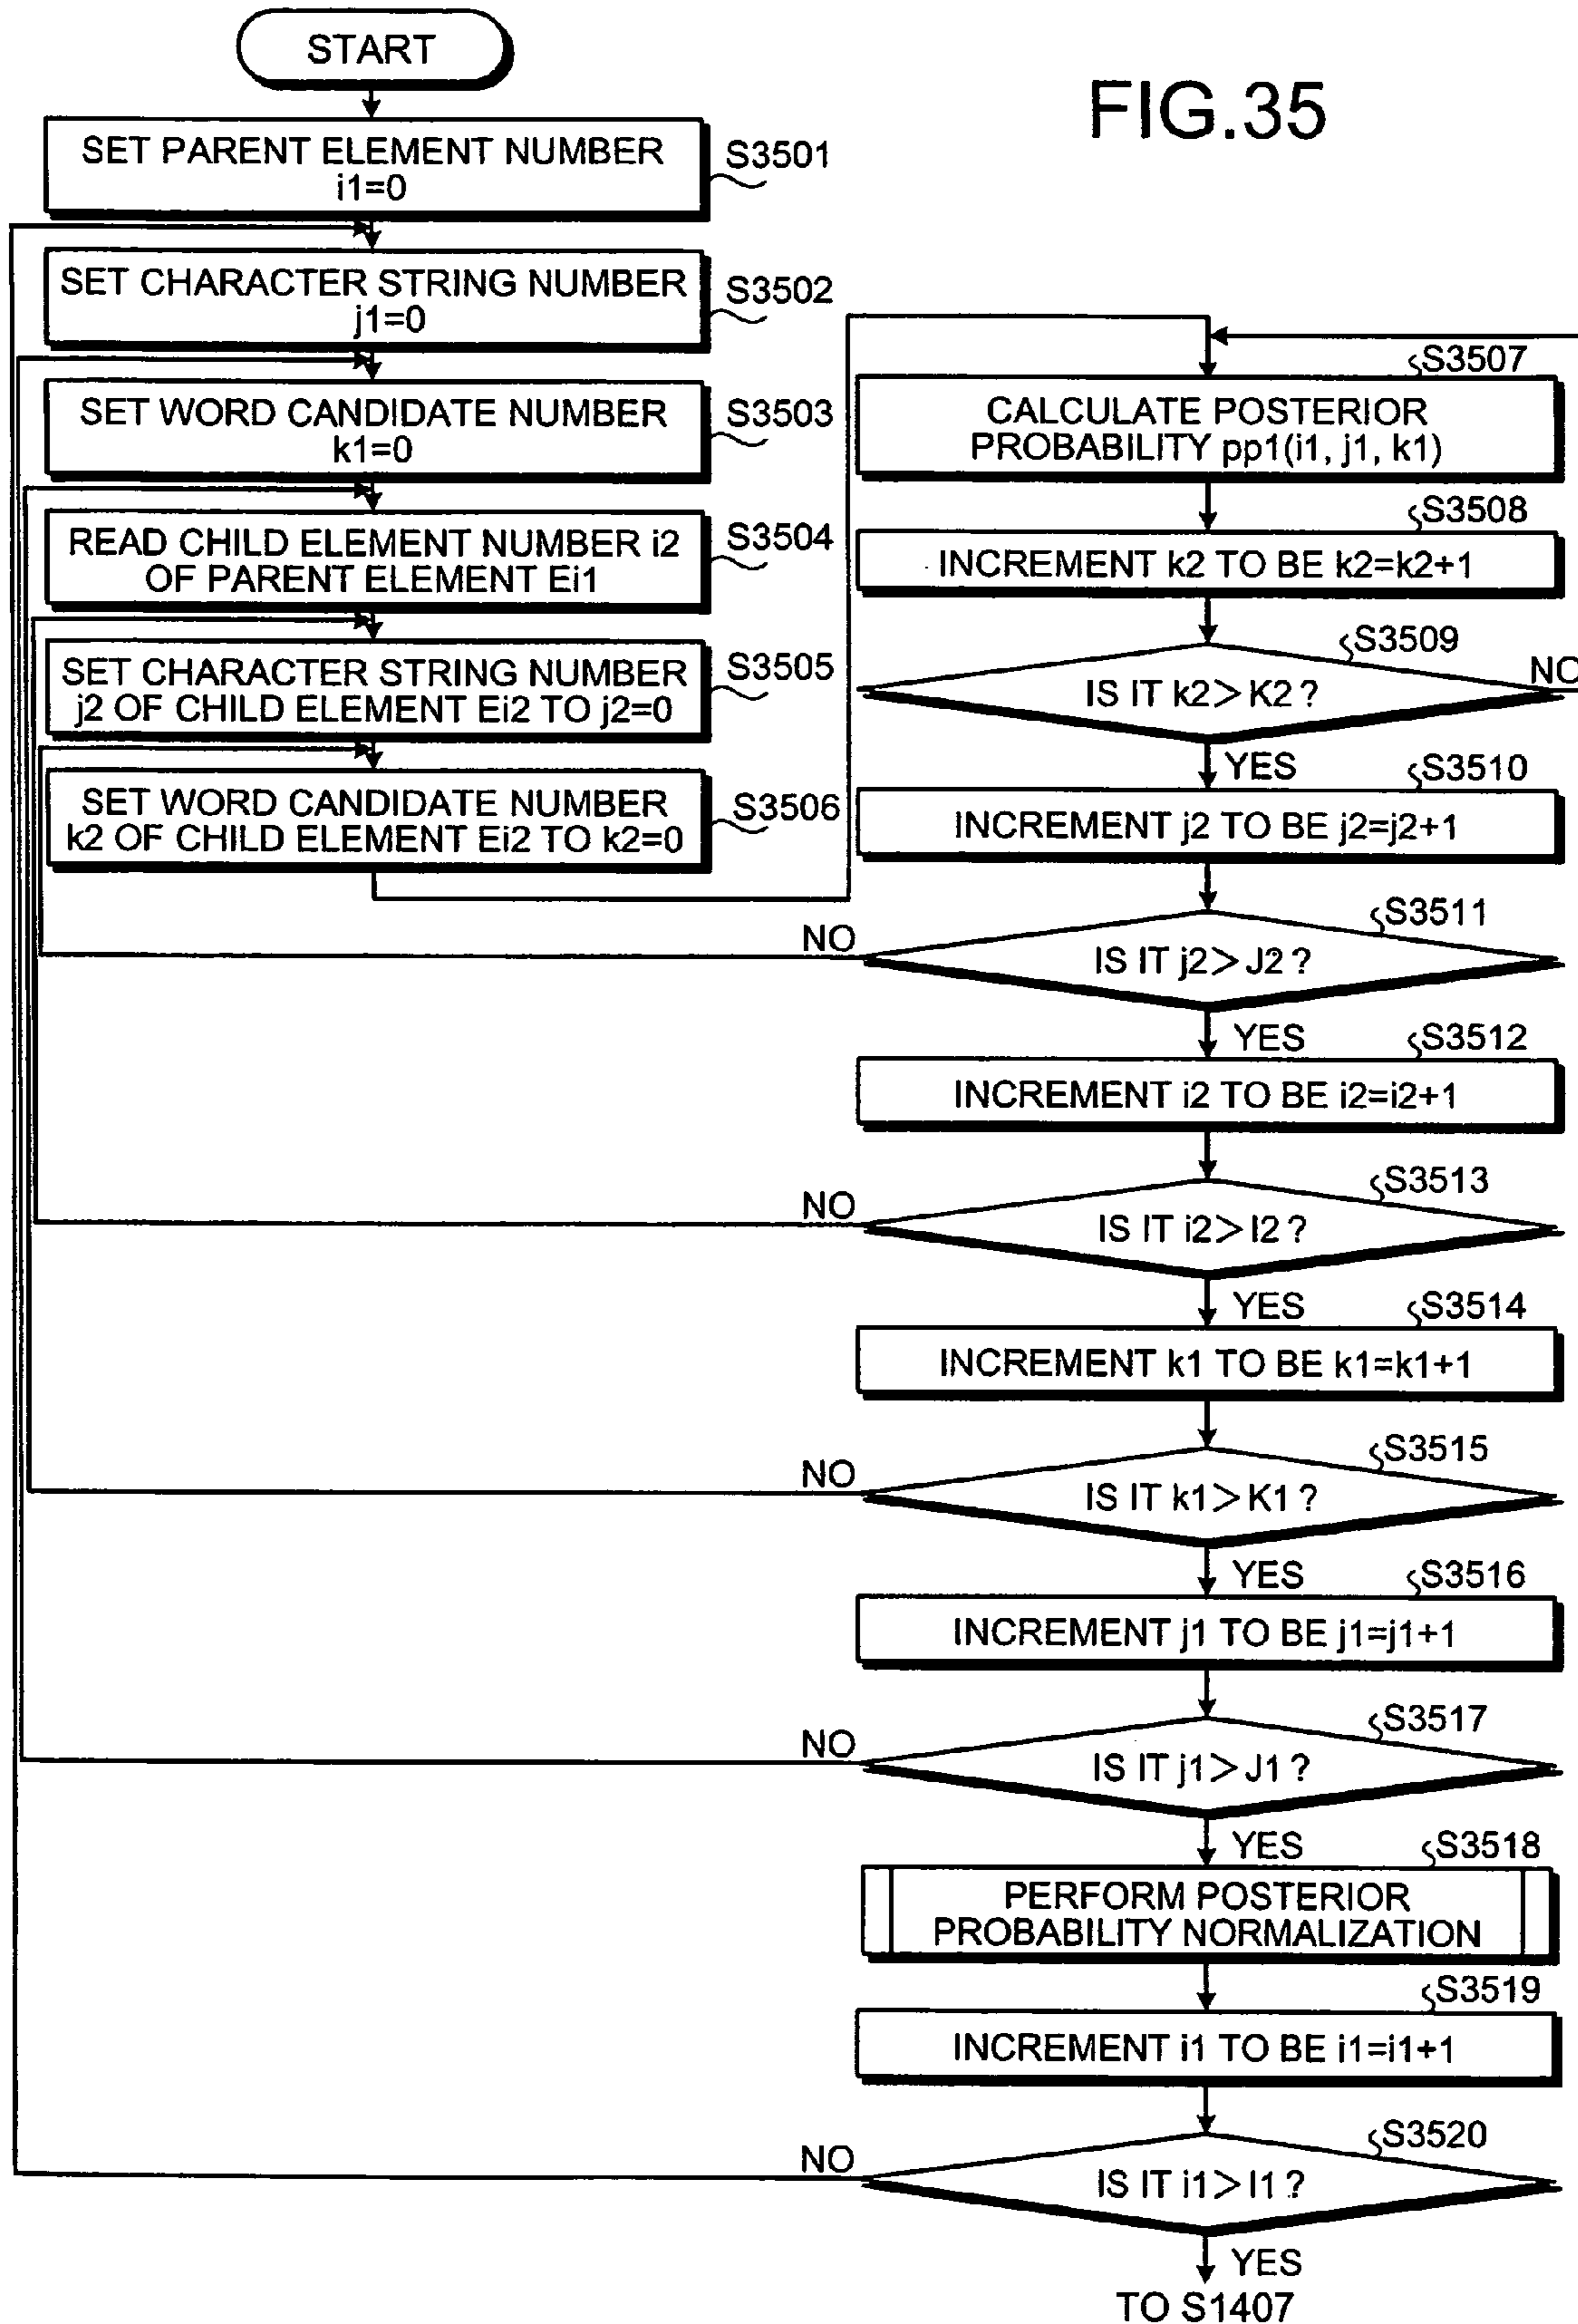 FIG.35
START
SET PARENT ELEMENT NUMBER
i1=0
S3501
SET CHARACTER STRING NUMBER
j1=0
S3502
SET WORD CANDIDATE NUMBER
k1=0
S3503
READ CHILD ELEMENT NUMBER i2
OF PARENT ELEMENT Ei1
S3504
SET CHARACTER STRING NUMBER
j2 OF CHILD ELEMENT Ei2 TO j2=0
S3505
SET WORD CANDIDATE NUMBER
k2 OF CHILD ELEMENT Ei2 TO k2=0
S3506
S3507
CALCULATE POSTERIOR
PROBABILITY pp1(i1, j1, k1)
S3508
INCREMENT k2 TO BE k2=k2+1
S3509
IS IT k2>K2 ?
NO
YES
S3510
INCREMENT j2 TO BE j2=j2+1
S3511
NO
IS IT j2>J2 ?
YES
S3512
INCREMENT i2 TO BE i2=i2+1
S3513
NO
IS IT i2>I2 ?
YES
S3514
INCREMENT k1 TO BE k1=k1+1
S3515
NO
IS IT k1>K1 ?
YES
S3516
INCREMENT j1 TO BE j1=j1+1
S3517
NO
IS IT j1>J1 ?
YES
S3518
PERFORM POSTERIOR
PROBABILITY NORMALIZATION
S3519
INCREMENT i1 TO BE i1=i1+1
S3520
NO
IS IT i1>I1 ?
YES
TO S1407